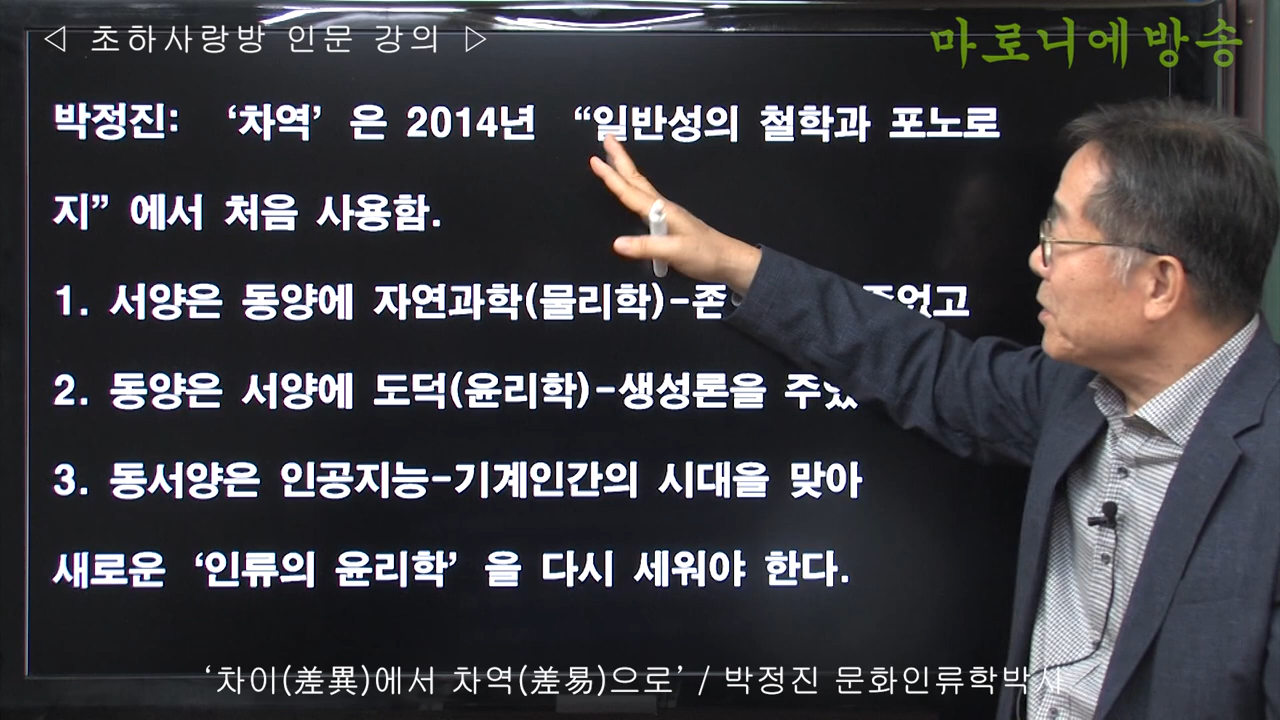 ◁ 초하사랑방 인문 강의 ▷
마로니에방송
박정진: ‘차역’은 2014년 “일반성의 철학과 포노로
지”에서 처음 사용함.
1. 서양은 동양에 자연과학(물리학)-존
2. 동양은 서양에 도덕(윤리학)-생성론을
3. 동서양은 인공지능-기계인간의 시대을 맞아
새로운 ‘인류의 윤리학’을 다시 세워야 한다.
‘차이(差異)에서 차역(差易)으로’ / 박정진 문화인류학박사